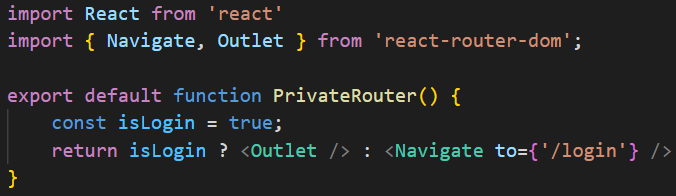 import React from 'react'
import { Navigate, Outlet } from 'react-router-dom';
export default function PrivateRouter() {
const isLogin = true;
return isLogin ? <Outlet /> : <Navigate to={'/login'} />
}